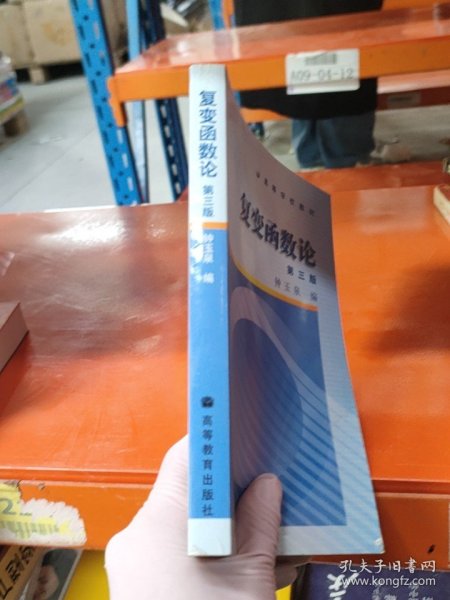 A09-04-12
复变函数论
第三版
钟玉泉 编
高等教育出版社
复变函数论
第三版
钟玉泉 编
孔夫子旧书网
www.kongfz.com